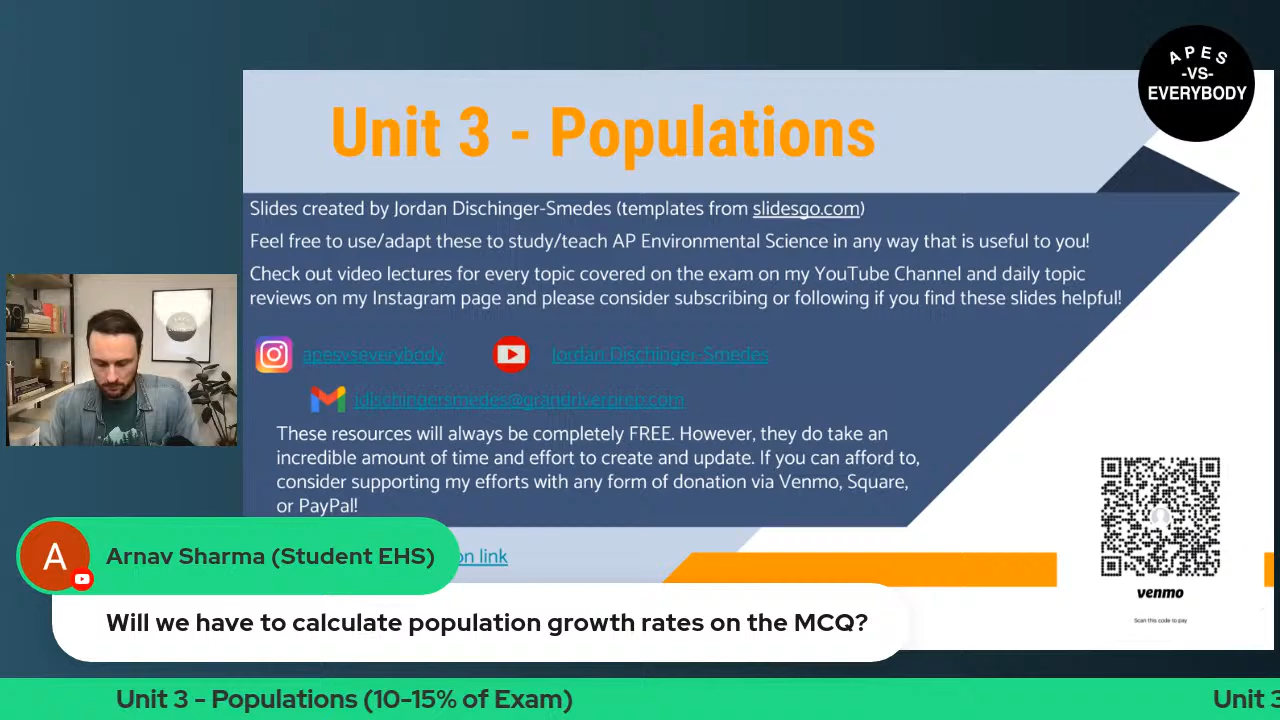 APES
-VS-
EVERYBODY
Unit 3 - Populations
Slides created by Jordan Dischinger-Smedes (templates from slidesgo.com)
Feel free to use/adapt these to study/teach AP Environmental Science in any way that is useful to you!
Check out video lectures for every topic covered on the exam on my YouTube Channel and daily topic
reviews on my Instagram page and please consider subscribing or following if you find these slides helpful!
apesvseverybody
Jordan Dischinger-Smedes
jdischingersmedes@grandriverprep.com
These resources will always be completely FREE. However, they do take an
incredible amount of time and effort to create and update. If you can afford to,
consider supporting my efforts with any form of donation via Venmo, Square,
or PayPal!
on link
venmo
Scan this code to pay
A
Arnav Sharma (Student EHS)
Will we have to calculate population growth rates on the MCQ?
Unit 3 - Populations (10-15% of Exam)
Unit 3